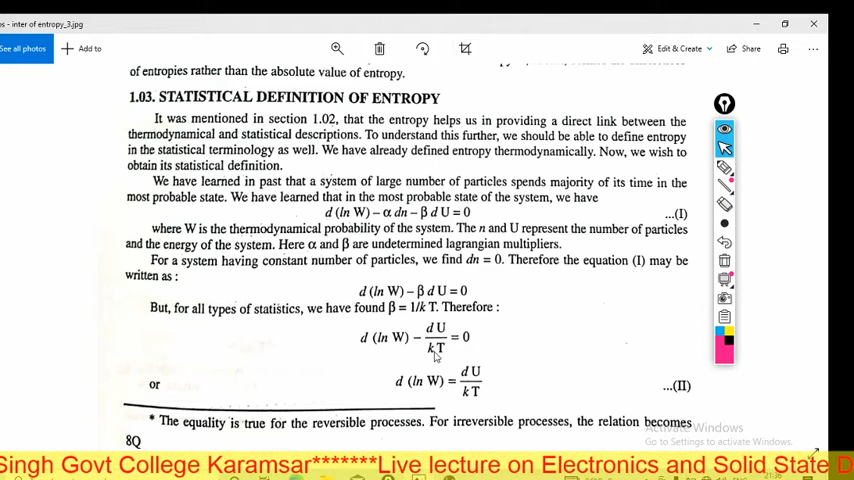 os - inter of entropy_3.jpg
See all photos
Add to
Edit & Create
Share
of entropies rather than the absolute value of entropy.
1.03. STATISTICAL DEFINITION OF ENTROPY
It was mentioned in section 1.02, that the entropy helps us in providing a direct link between the
thermodynamical and statistical descriptions. To understand this further, we should be able to define entropy
in the statistical terminology as well. We have already defined entropy thermodynamically. Now, we wish to
obtain its statistical definition.
We have learned in past that a system of large number of particles spends majority of its time in the
most probable state. We have learned that in the most probable state of the system, we have
d (ln W) − α dn − β d U = 0 ...(I)
where W is the thermodynamical probability of the system. The n and U represent the number of particles
and the energy of the system. Here α and β are undetermined lagrangian multipliers.
For a system having constant number of particles, we find dn = 0. Therefore the equation (I) may be
written as :
d (ln W) − β d U = 0
But, for all types of statistics, we have found β = 1/k T. Therefore :
d (ln W) − d U / k T = 0
or d (ln W) = d U / k T ...(II)
* The equality is true for the reversible processes. For irreversible processes, the relation becomes
8Q
Activate Windows
Go to Settings to activate Windows.
Singh Govt College Karamsar*******Live lecture on Electronics and Solid State D
21:36